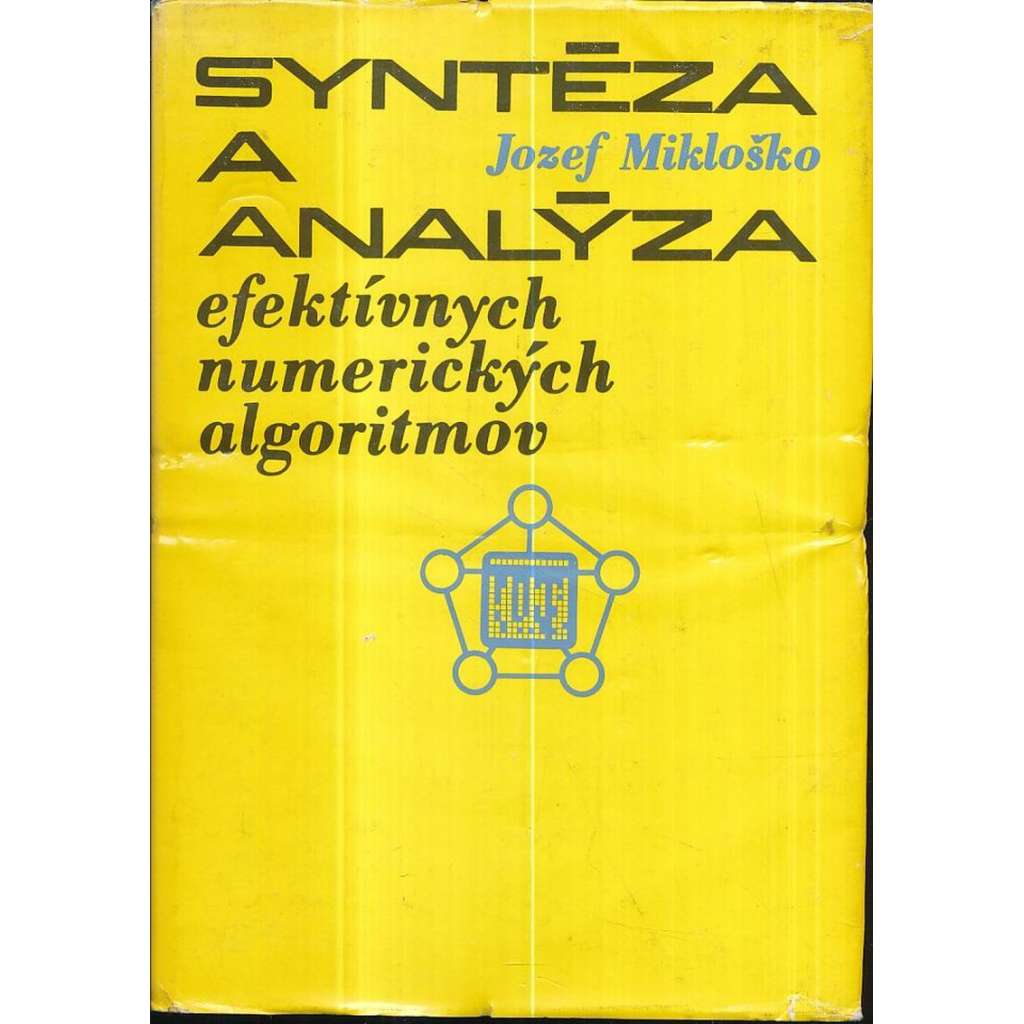 SYNTÉZA
A
Jozef Mikloško
ANALÝZA
efektívnych
numerických
algoritmov